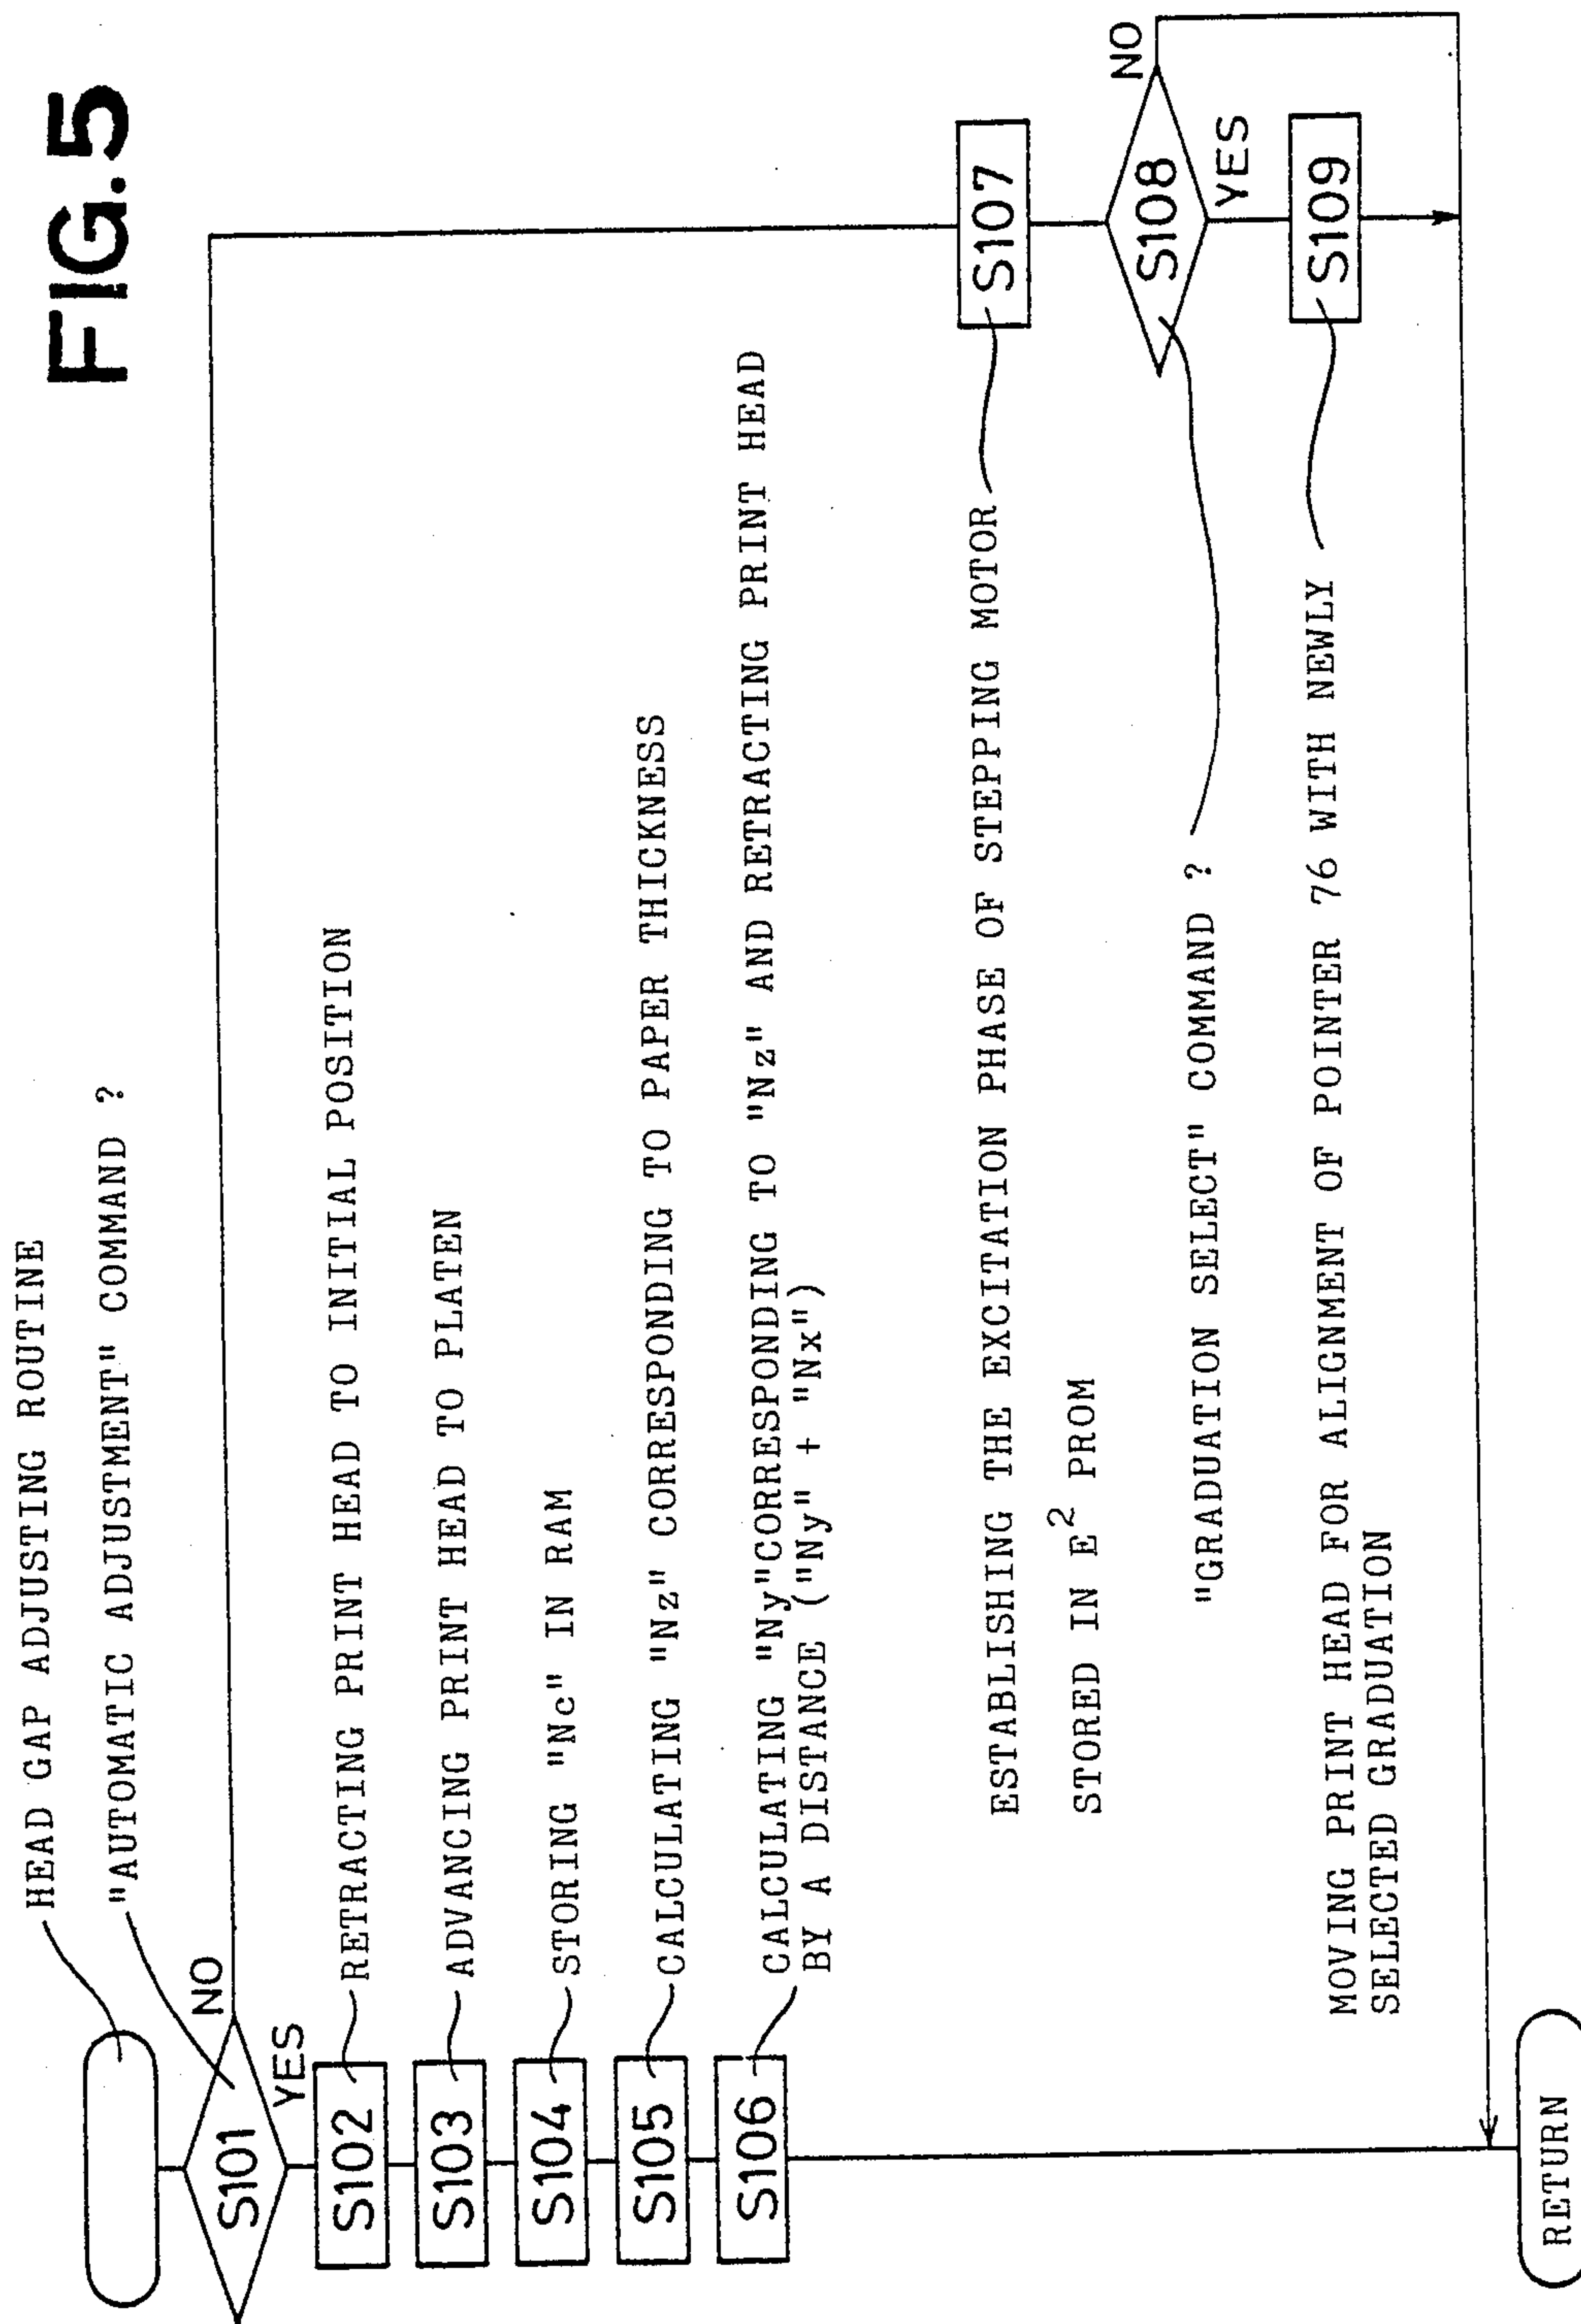 FIG.5
HEAD GAP ADJUSTING ROUTINE
"AUTOMATIC ADJUSTMENT" COMMAND ?
S101
NO
YES
S102
RETRACTING PRINT HEAD TO INITIAL POSITION
S103
ADVANCING PRINT HEAD TO PLATEN
S104
STORING "Nc" IN RAM
S105
CALCULATING "Nz" CORRESPONDING TO PAPER THICKNESS
S106
CALCULATING "Ny"CORRESPONDING TO "Nz" AND RETRACTING PRINT HEAD
BY A DISTANCE ("Ny" + "Nx")
ESTABLISHING THE EXCITATION PHASE OF STEPPING MOTOR
STORED IN E² PROM
S107
"GRADUATION SELECT" COMMAND ?
S108
NO
YES
MOVING PRINT HEAD FOR ALIGNMENT OF POINTER 76 WITH NEWLY
SELECTED GRADUATION
S109
RETURN